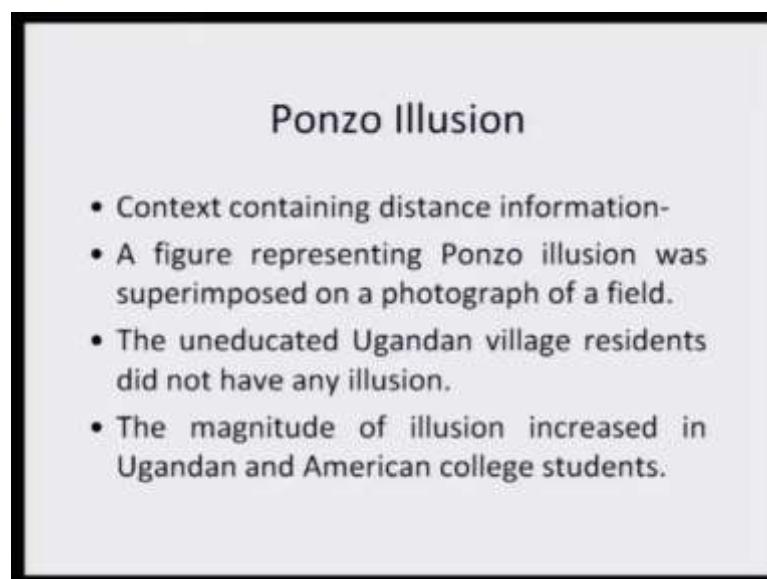 Ponzo Illusion
• Context containing distance information-
• A figure representing Ponzo illusion was
superimposed on a photograph of a field.
• The uneducated Ugandan village residents
did not have any illusion.
• The magnitude of illusion increased in
Ugandan and American college students.